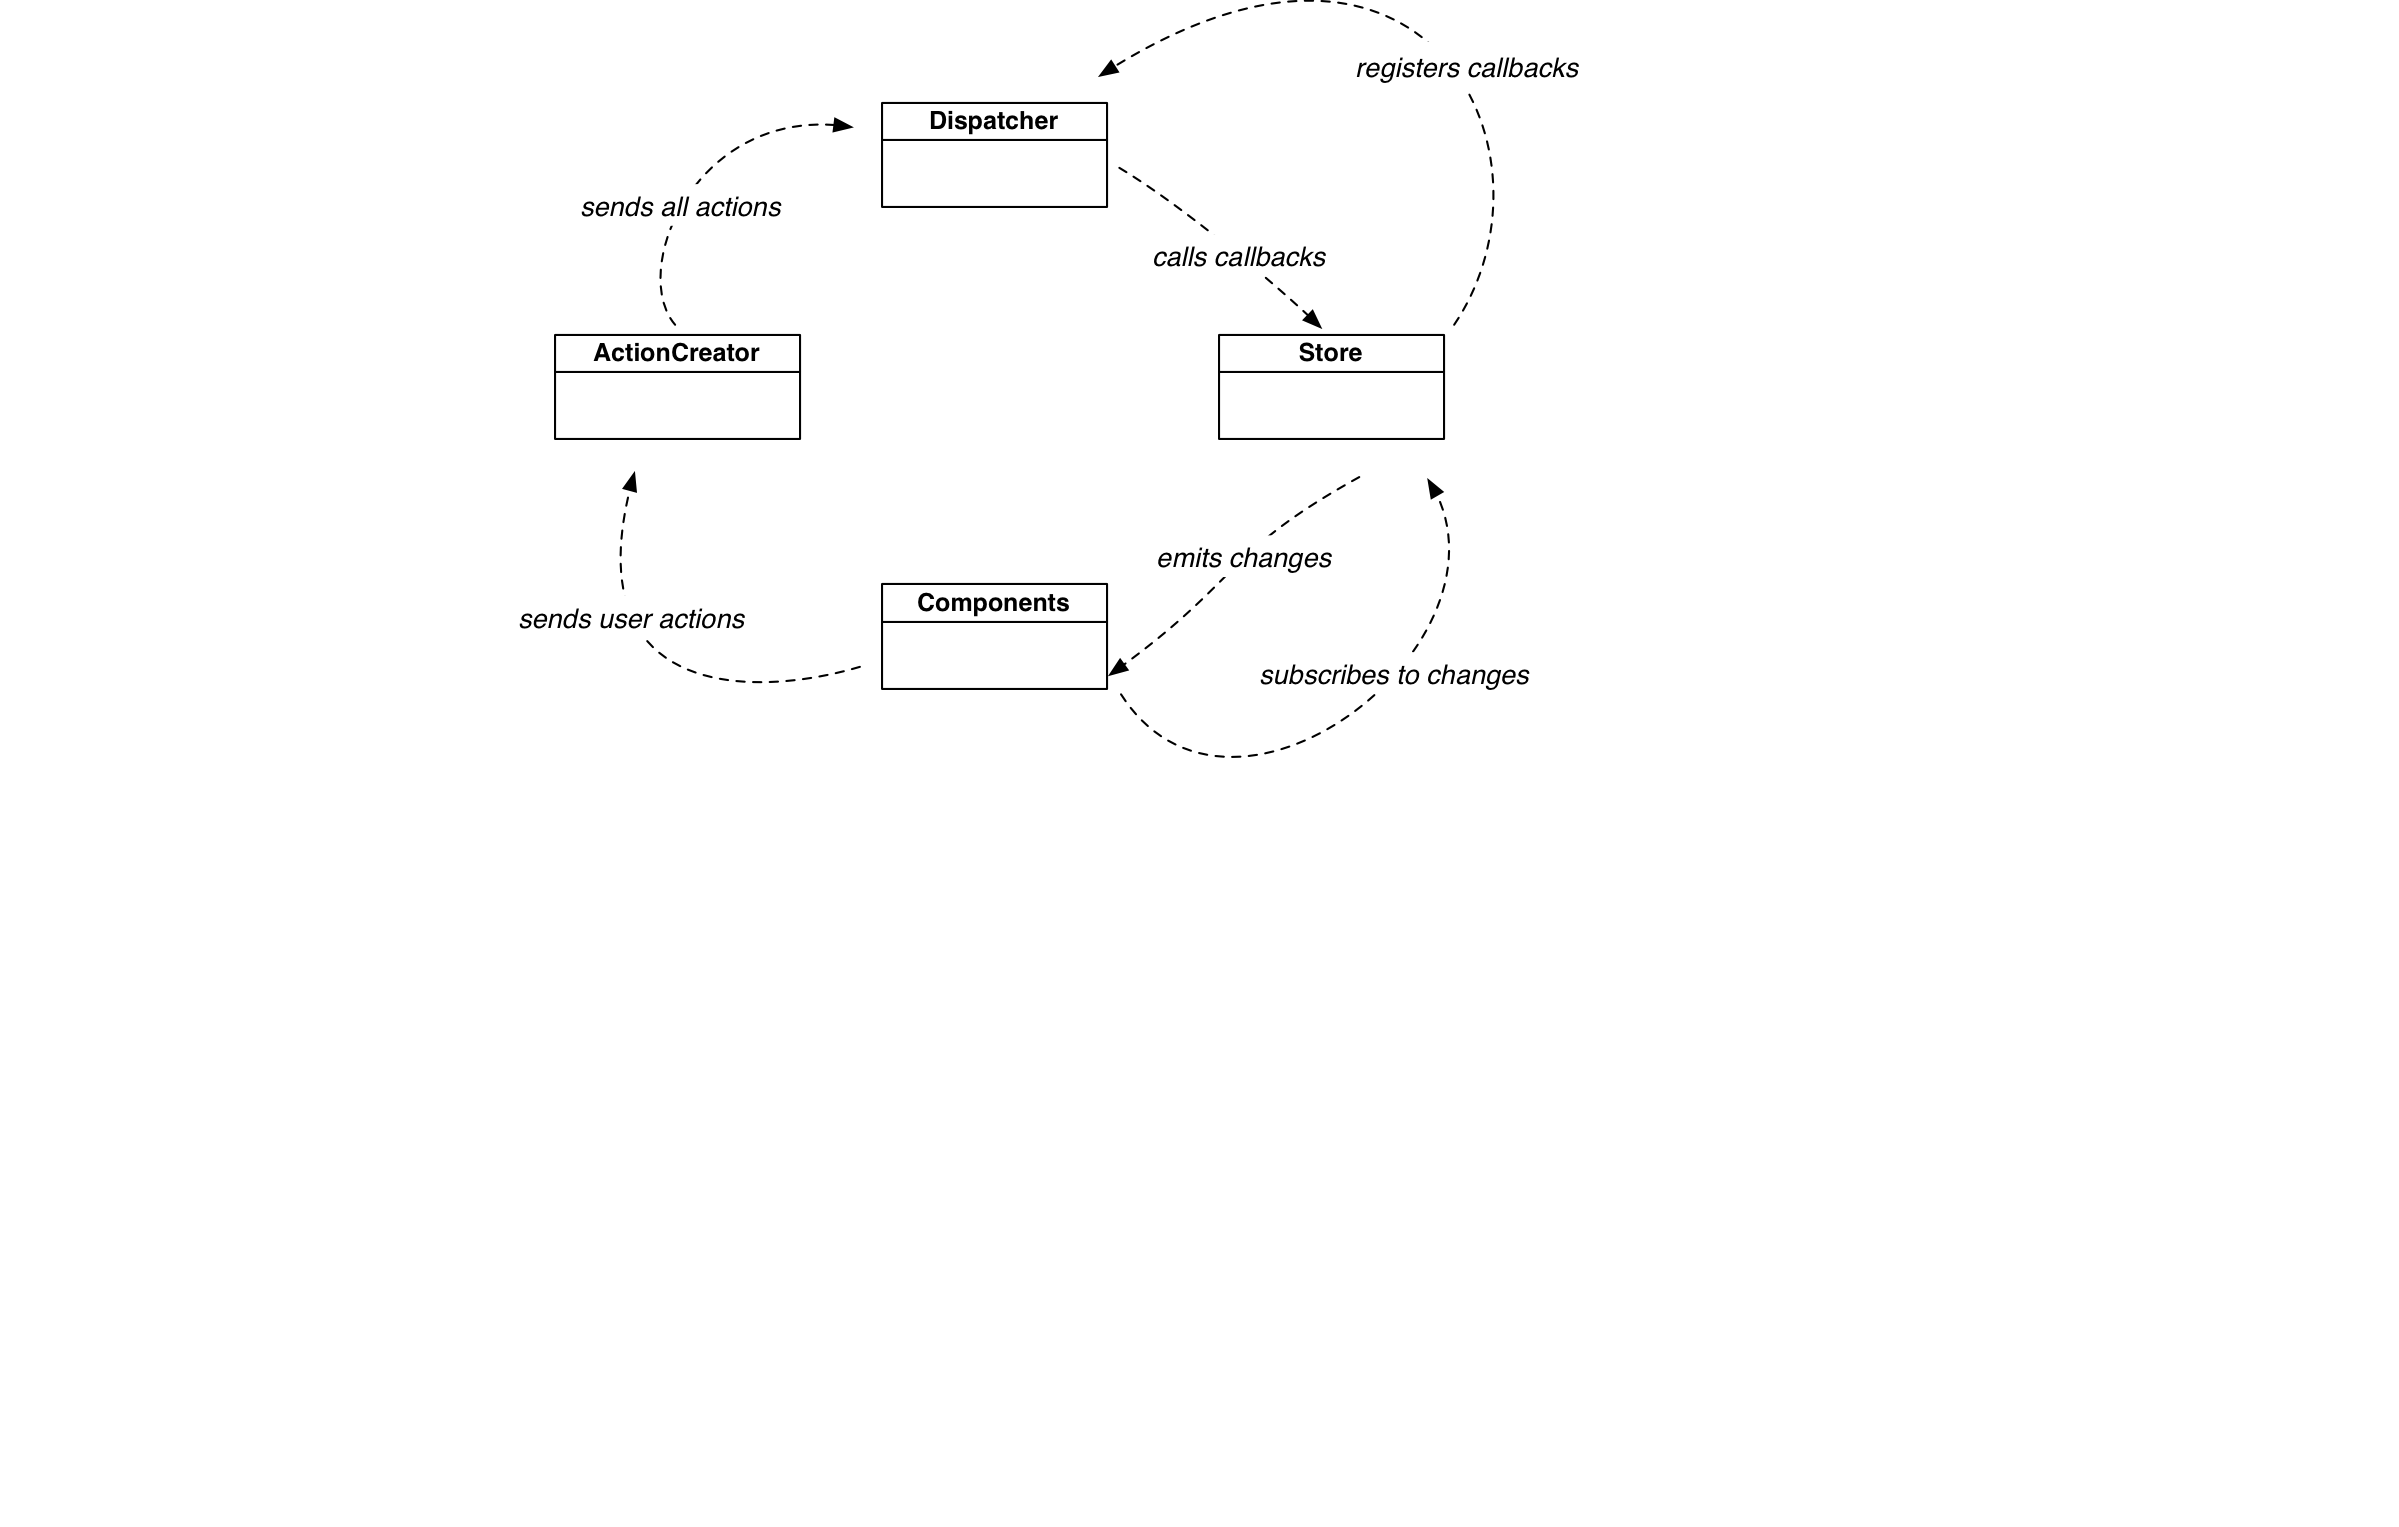 registers callbacks
Dispatcher
sends all actions
calls callbacks
ActionCreator
Store
emits changes
Components
sends user actions
subscribes to changes